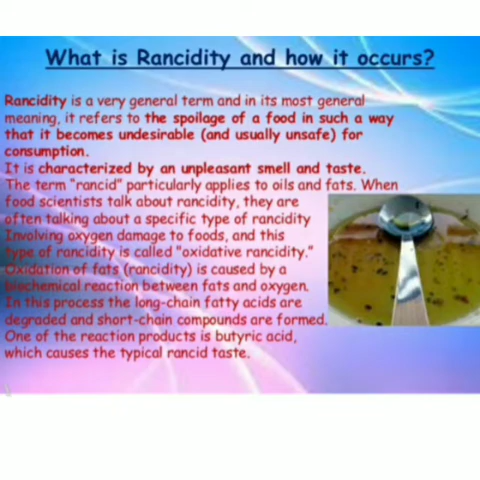 What is Rancidity and how it occurs?
Rancidity is a very general term and in its most general
meaning, it refers to the spoilage of a food in such a way
that it becomes undesirable (and usually unsafe) for
consumption.
It is characterized by an unpleasant smell and taste.
The term "rancid" particularly applies to oils and fats. When
food scientists talk about rancidity, they are
often talking about a specific type of rancidity
Involving oxygen damage to foods, and this
type of rancidity is called "oxidative rancidity."
Oxidation of fats (rancidity) is caused by a
biochemical reaction between fats and oxygen.
In this process the long-chain fatty acids are
degraded and short-chain compounds are formed.
One of the reaction products is butyric acid,
which causes the typical rancid taste.